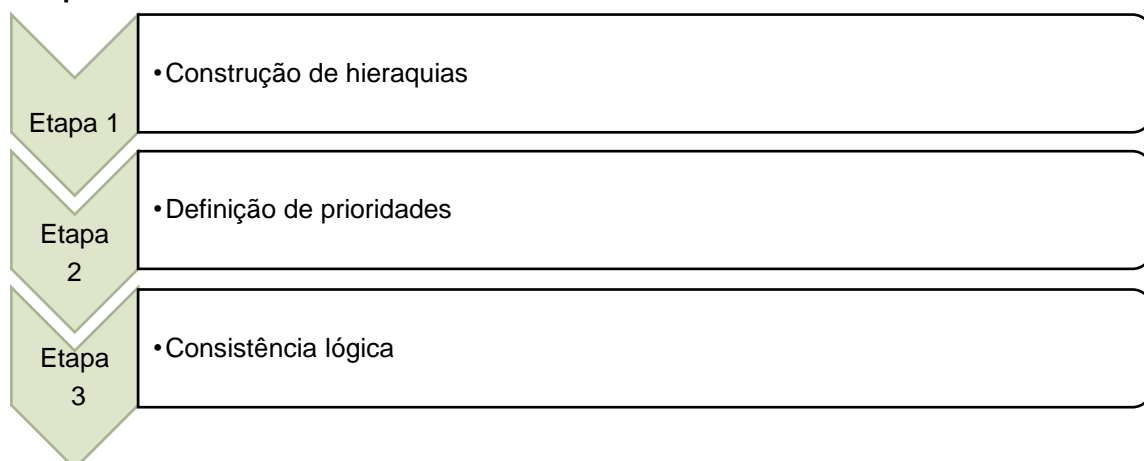 Etapa 1
•Construção de hieraquias
Etapa
2
•Definição de prioridades
Etapa
3
•Consistência lógica